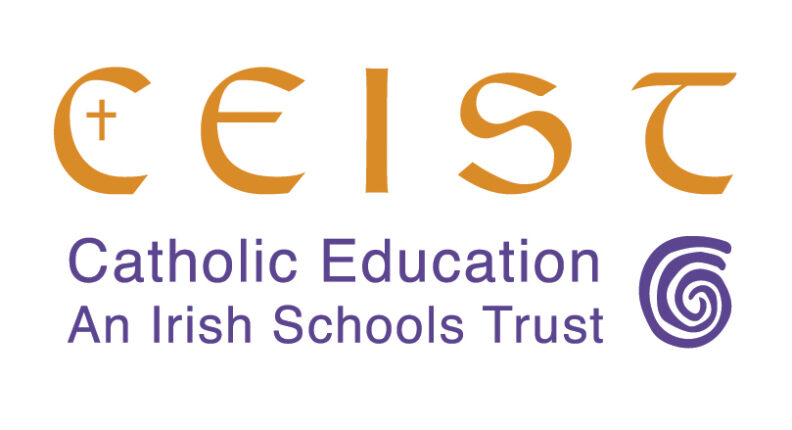 CEIST
Catholic Education
An Irish Schools Trust